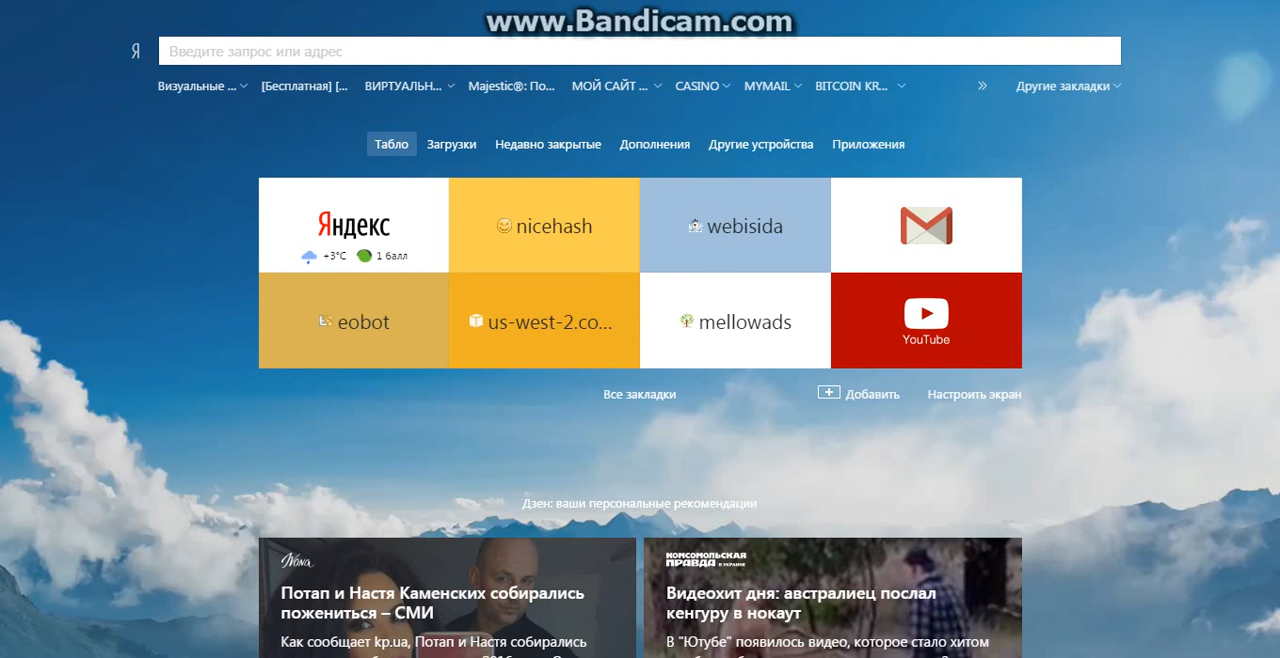 www.Bandicam.com
Я
Введите запрос или адрес
Визуальные ... [Бесплатная] [... ВИРТУАЛЬН... Majestic®: По... МОЙ САЙТ ... CASINO MYMAIL BITCOIN KR... » Другие закладки
Табло Загрузки Недавно закрытые Дополнения Другие устройства Приложения
Яндекс
+3°C 1 балл
nicehash
webisida
eobot
us-west-2.co...
mellowads
YouTube
Все закладки Добавить Настроить экран
Дзен: ваши персональные рекомендации
Nona
Потап и Настя Каменских собирались
пожениться – СМИ
Как сообщает kp.ua, Потап и Настя собирались
КОМСОМОЛЬСКАЯ
ПРАВДА В УКРАИНЕ
Видеохит дня: австралиец послал
кенгуру в нокаут
В "Ютубе" появилось видео, которое стало хитом